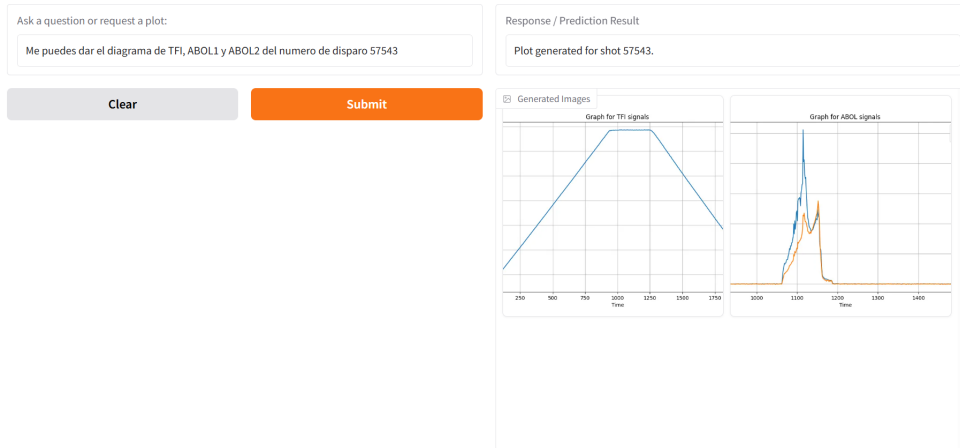 Ask a question or request a plot:
Me puedes dar el diagrama de TFI, ABOL1 y ABOL2 del numero de disparo 57543
Clear
Submit
Response / Prediction Result
Plot generated for shot 57543.
Generated Images
Graph for TFI signals
250 500 750 1000 1250 1500 1750
Time
Graph for ABOL signals
1000 1100 1200 1300 1400
Time